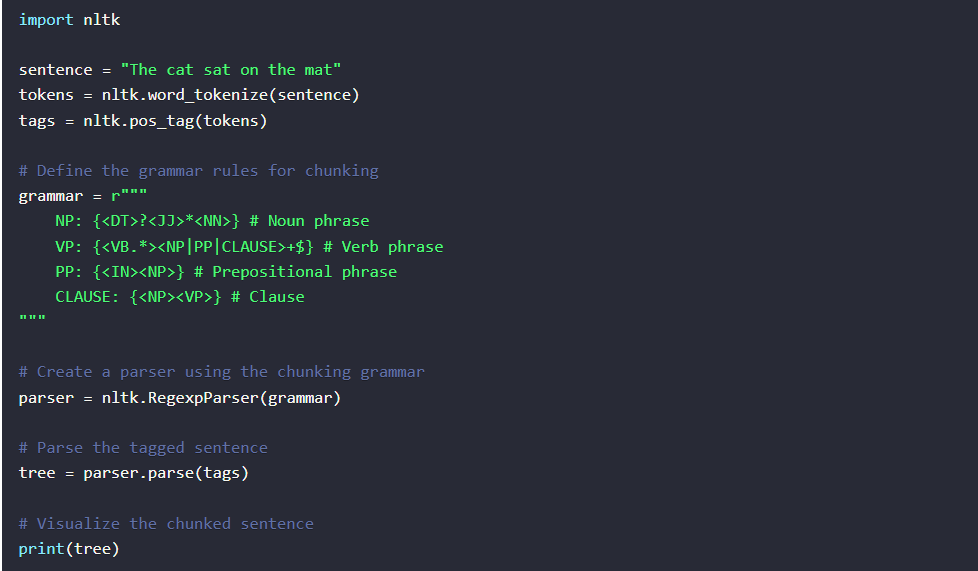 import nltk

sentence = "The cat sat on the mat"
tokens = nltk.word_tokenize(sentence)
tags = nltk.pos_tag(tokens)

# Define the grammar rules for chunking
grammar = r"""
    NP: {<DT>?<JJ>*<NN>} # Noun phrase
    VP: {<VB.*><NP|PP|CLAUSE>+$} # Verb phrase
    PP: {<IN><NP>} # Prepositional phrase
    CLAUSE: {<NP><VP>} # Clause
"""

# Create a parser using the chunking grammar
parser = nltk.RegexpParser(grammar)

# Parse the tagged sentence
tree = parser.parse(tags)

# Visualize the chunked sentence
print(tree)